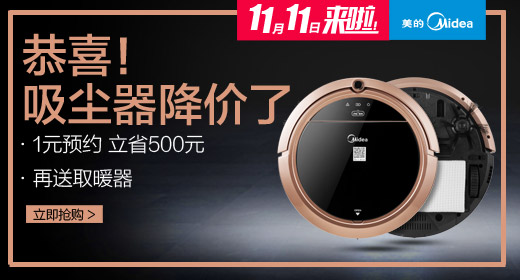 11月11日来啦!
美的 Midea
恭喜!
吸尘器降价了
· 1元预约 立省500元
· 再送取暖器
立即抢购 >
Midea